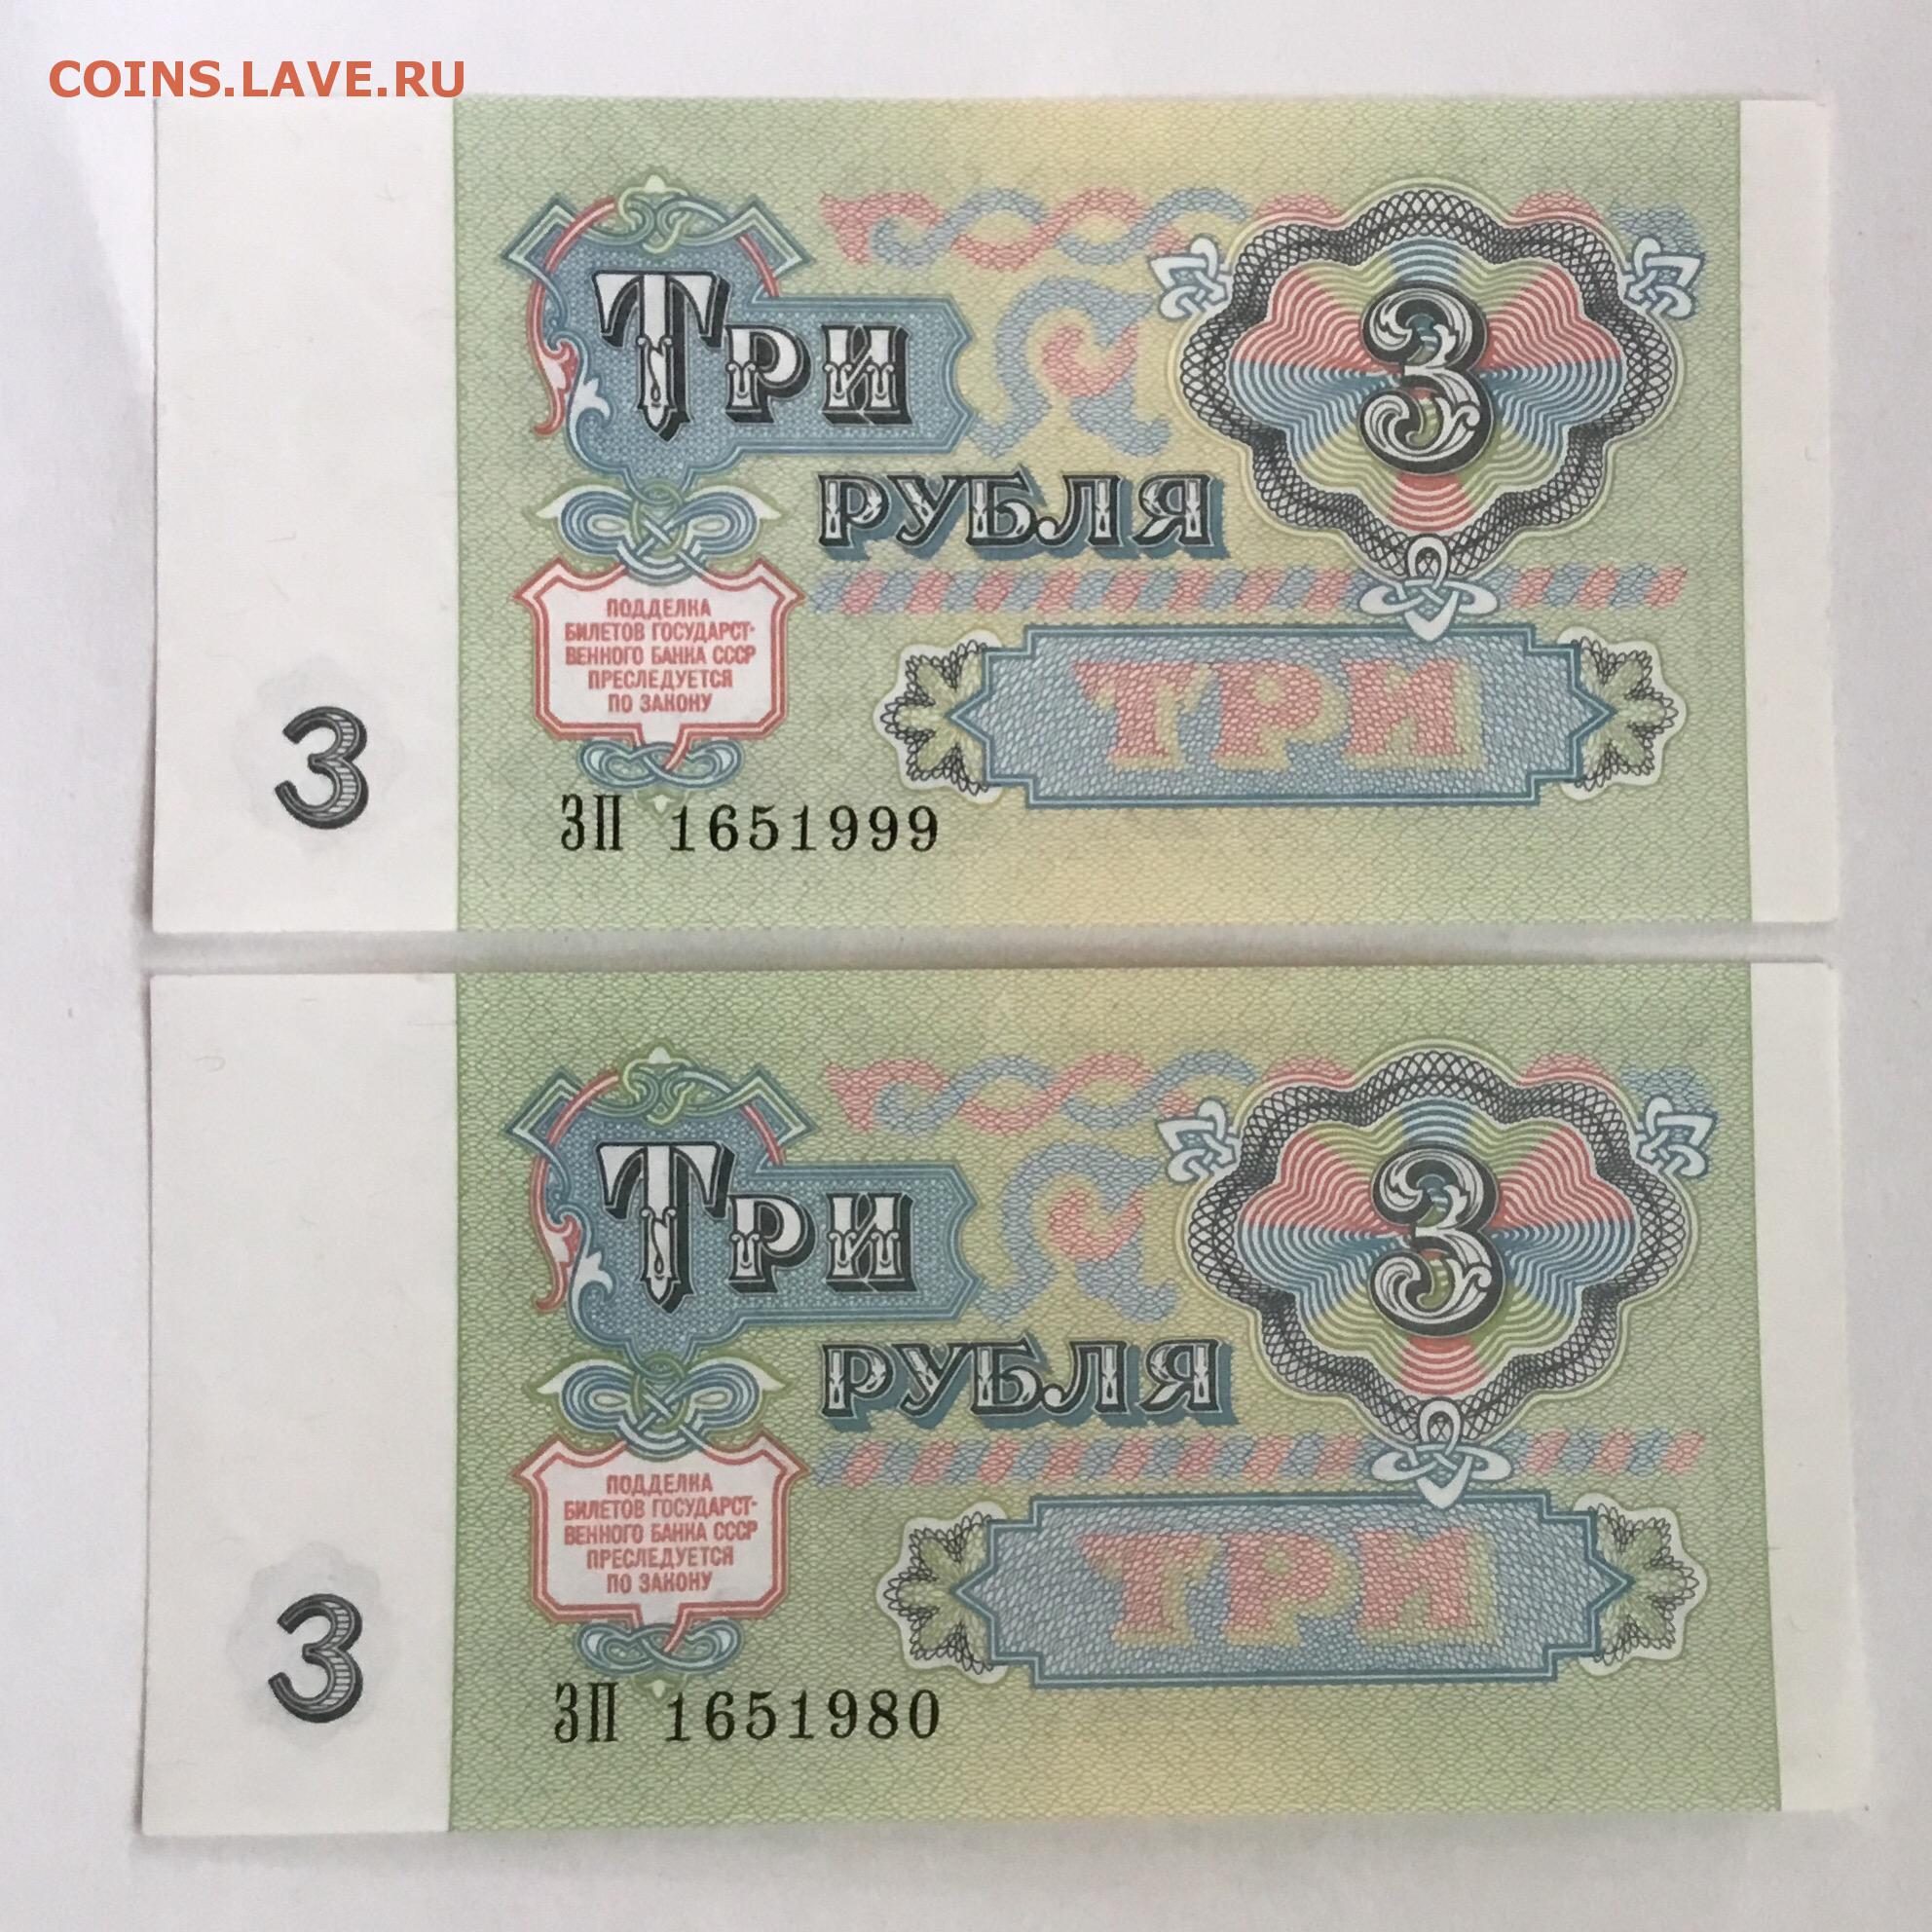 COINS.LAVE.RU
Три
3
РУБЛЯ
ПОДДЕЛКА
БИЛЕТОВ ГОСУДАРСТ-
ВЕННОГО БАНКА СССР
ПРЕСЛЕДУЕТСЯ
ПО ЗАКОНУ
ТРИ
3
ЗП 1651999
Три
3
РУБЛЯ
ПОДДЕЛКА
БИЛЕТОВ ГОСУДАРСТ-
ВЕННОГО БАНКА СССР
ПРЕСЛЕДУЕТСЯ
ПО ЗАКОНУ
ТРИ
3
ЗП 1651980